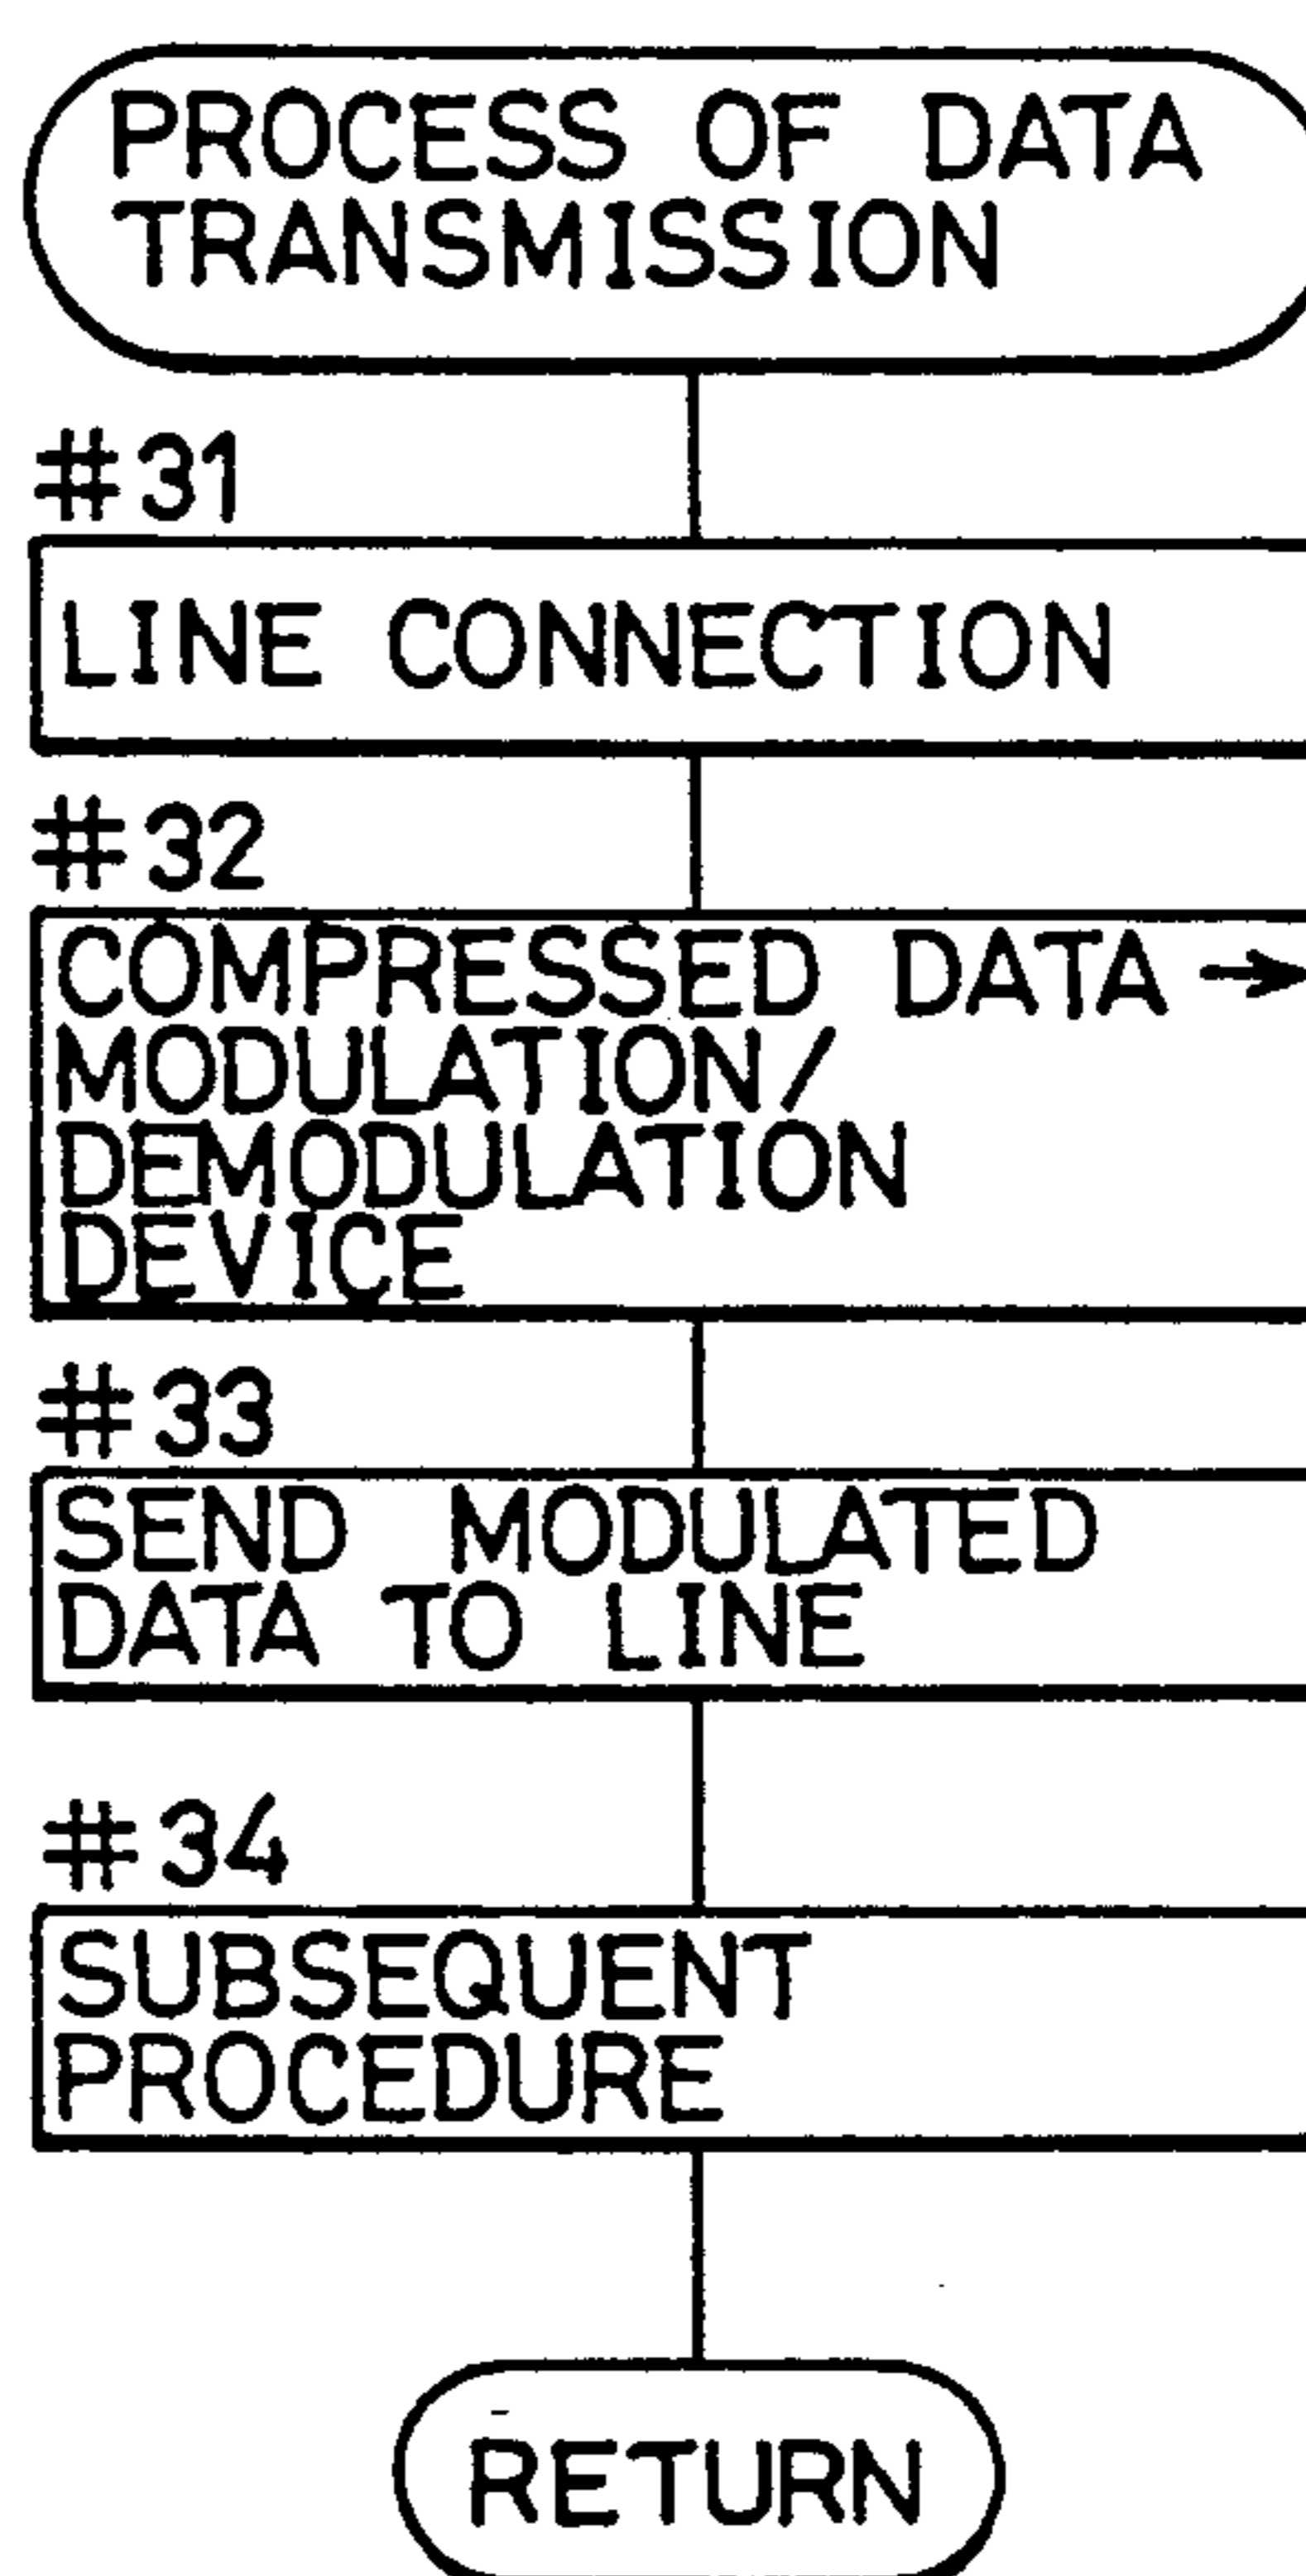 PROCESS OF DATA
TRANSMISSION
#31
LINE CONNECTION
#32
COMPRESSED DATA →
MODULATION/
DEMODULATION
DEVICE
#33
SEND MODULATED
DATA TO LINE
#34
SUBSEQUENT
PROCEDURE
RETURN